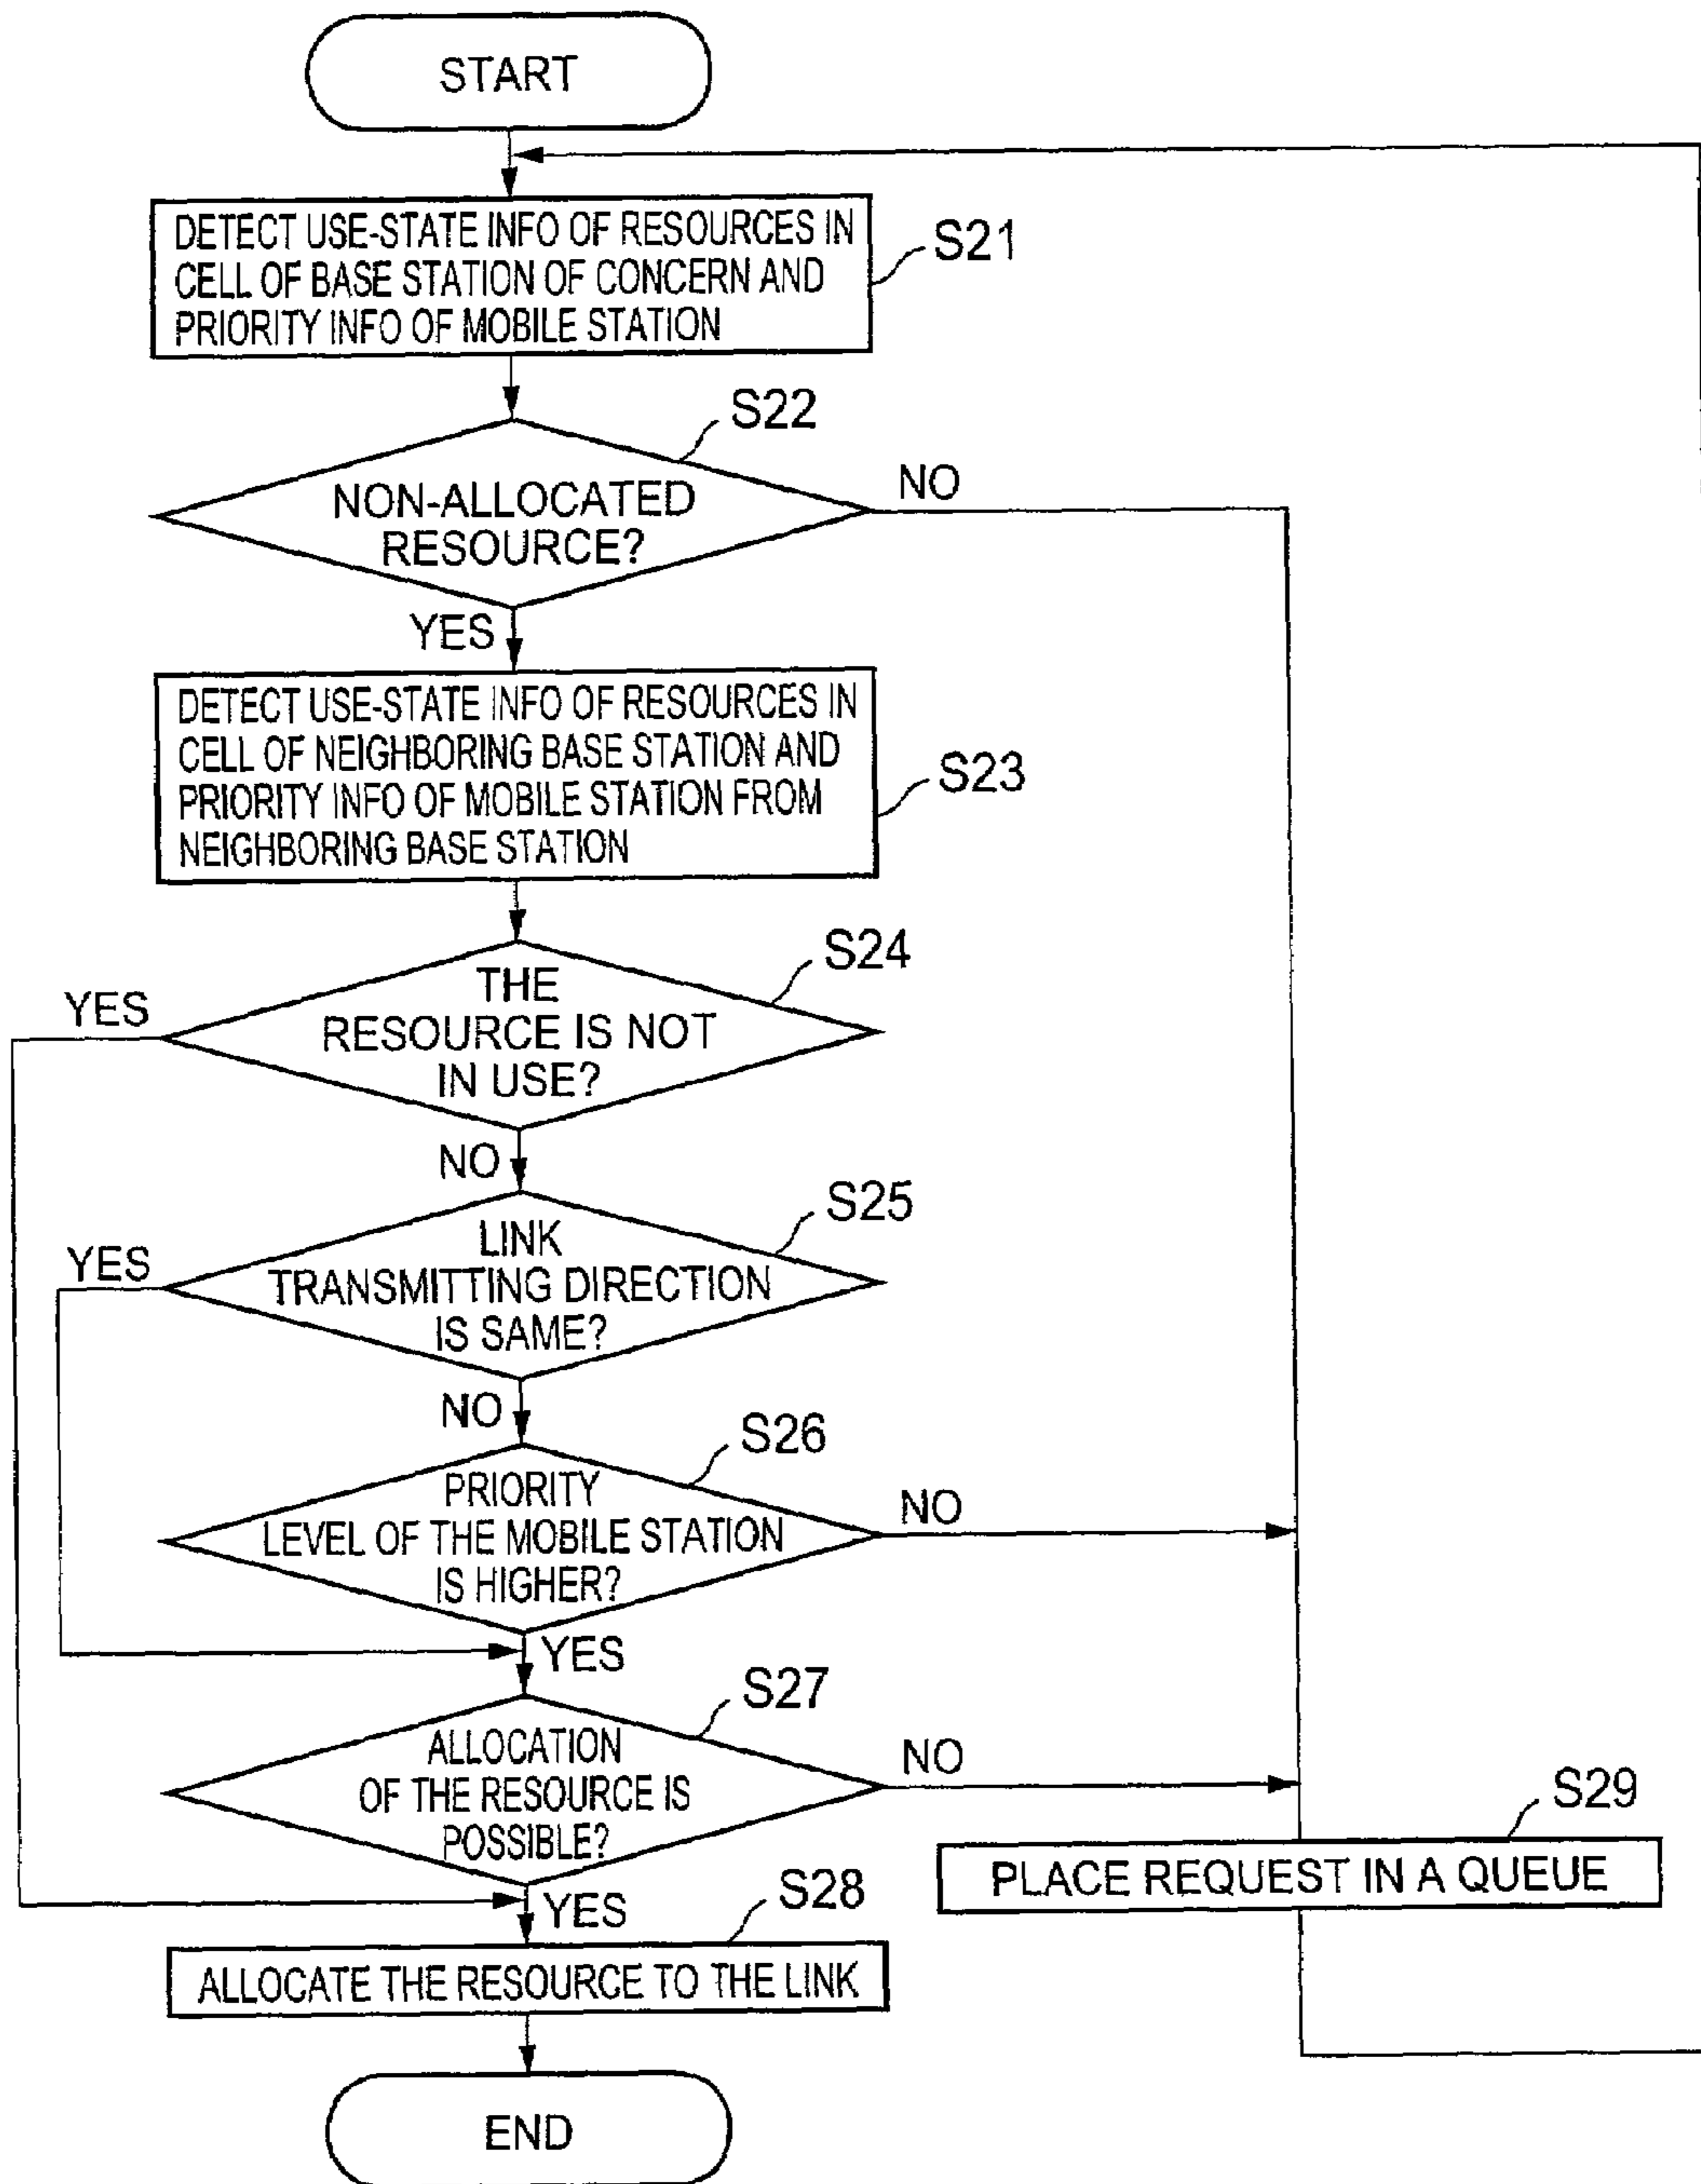 START
DETECT USE-STATE INFO OF RESOURCES IN
CELL OF BASE STATION OF CONCERN AND
PRIORITY INFO OF MOBILE STATION
S21
S22
NON-ALLOCATED
RESOURCE?
NO
YES
DETECT USE-STATE INFO OF RESOURCES IN
CELL OF NEIGHBORING BASE STATION AND
PRIORITY INFO OF MOBILE STATION FROM
NEIGHBORING BASE STATION
S23
S24
YES
THE
RESOURCE IS NOT
IN USE?
NO
S25
YES
LINK
TRANSMITTING DIRECTION
IS SAME?
NO
S26
PRIORITY
LEVEL OF THE MOBILE STATION
IS HIGHER?
NO
YES
S27
ALLOCATION
OF THE RESOURCE IS
POSSIBLE?
NO
S29
PLACE REQUEST IN A QUEUE
YES
S28
ALLOCATE THE RESOURCE TO THE LINK
END